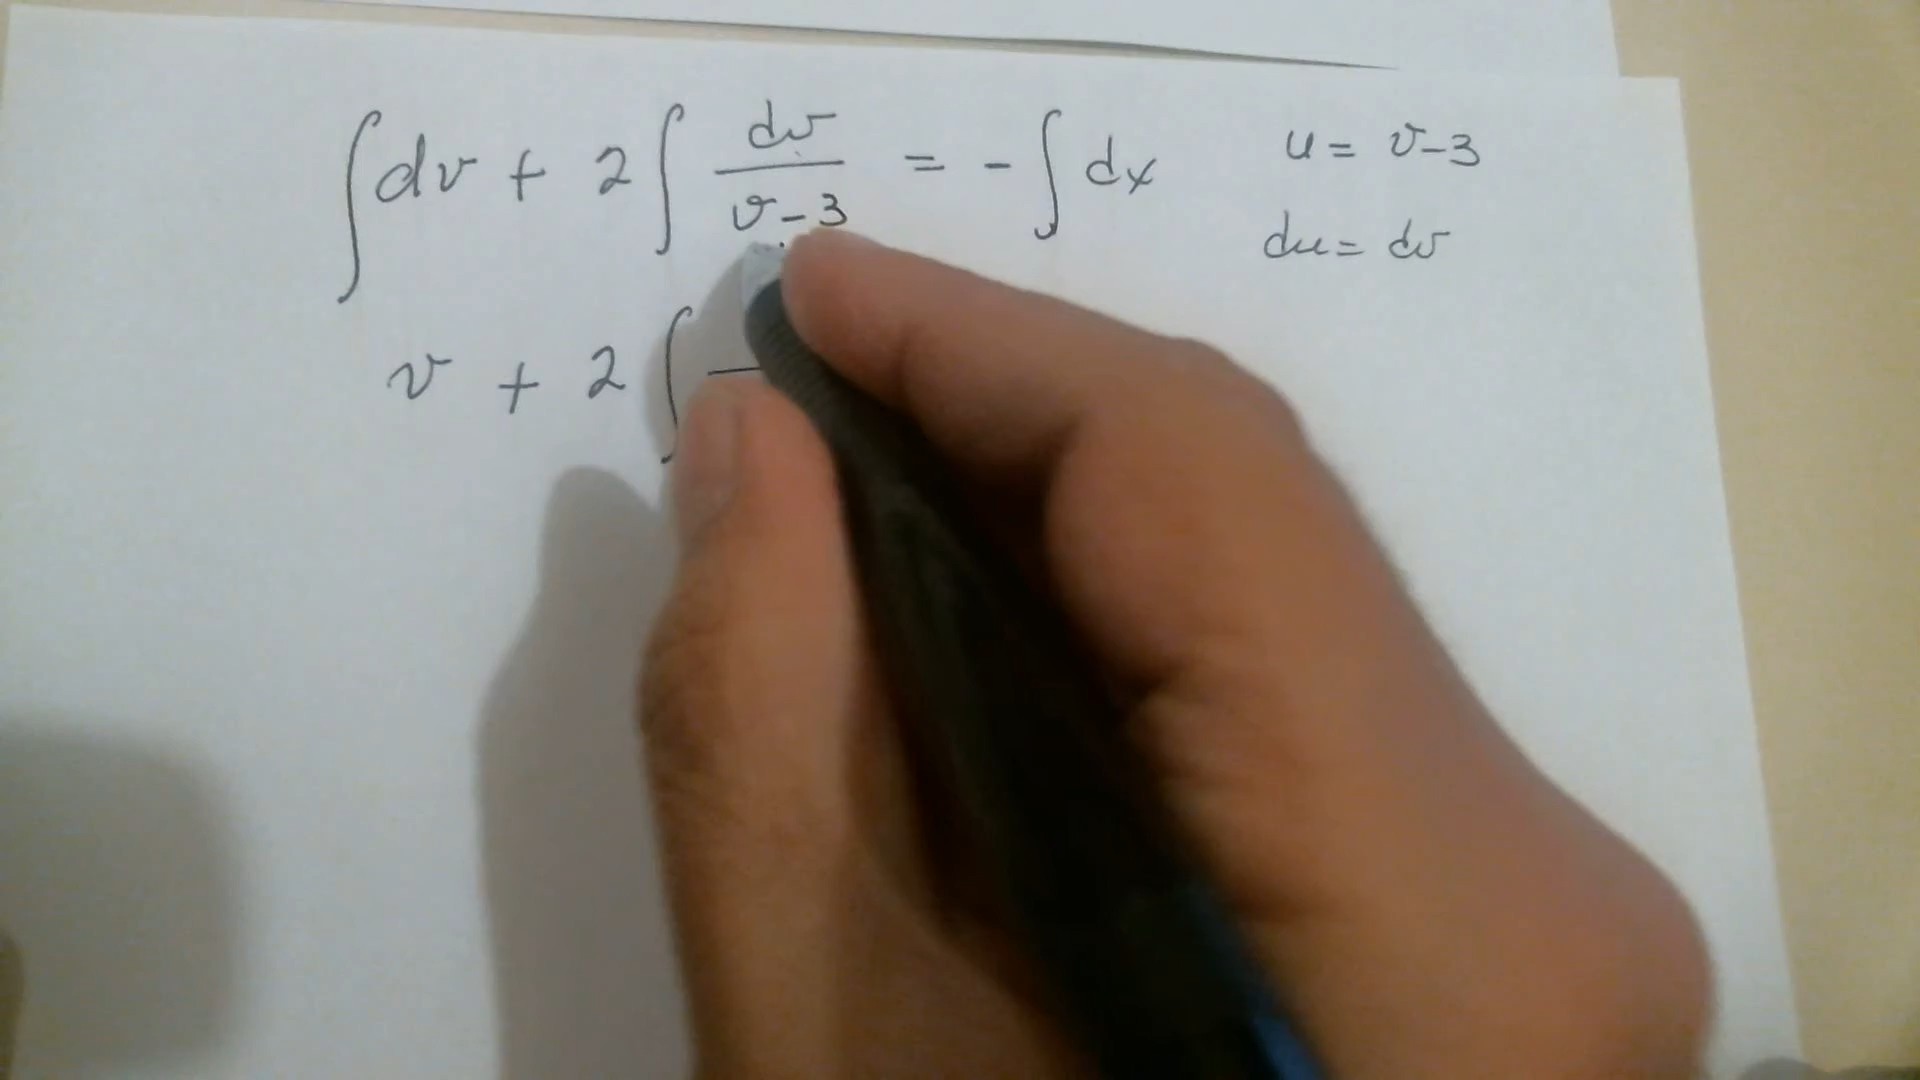 ∫dv + 2∫ dv/(v-3) = -∫dx
u = v-3
du = dv
v + 2∫